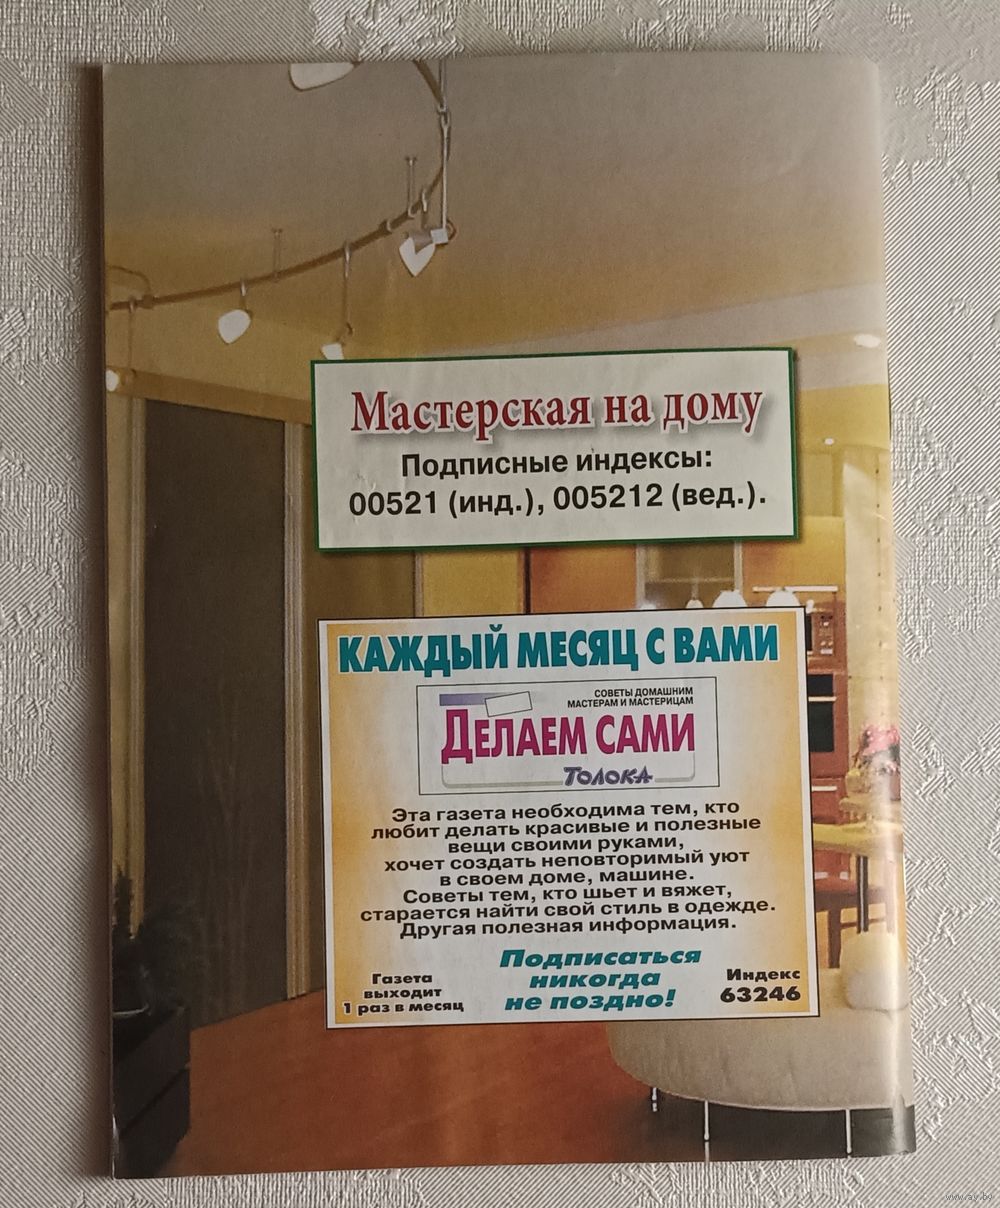 Мастерская на дому
Подписные индексы:
00521 (инд.), 005212 (вед.).
КАЖДЫЙ МЕСЯЦ С ВАМИ
СОВЕТЫ ДОМАШНИМ
МАСТЕРАМ И МАСТЕРИЦАМ
ДЕЛАЕМ САМИ
ТОЛОКА
Эта газета необходима тем, кто
любит делать красивые и полезные
вещи своими руками,
хочет создать неповторимый уют
в своем доме, машине.
Советы тем, кто шьет и вяжет,
старается найти свой стиль в одежде.
Другая полезная информация.
Газета
выходит
1 раз в месяц
Подписаться
никогда
не поздно!
Индекс
63246
www.ay.by